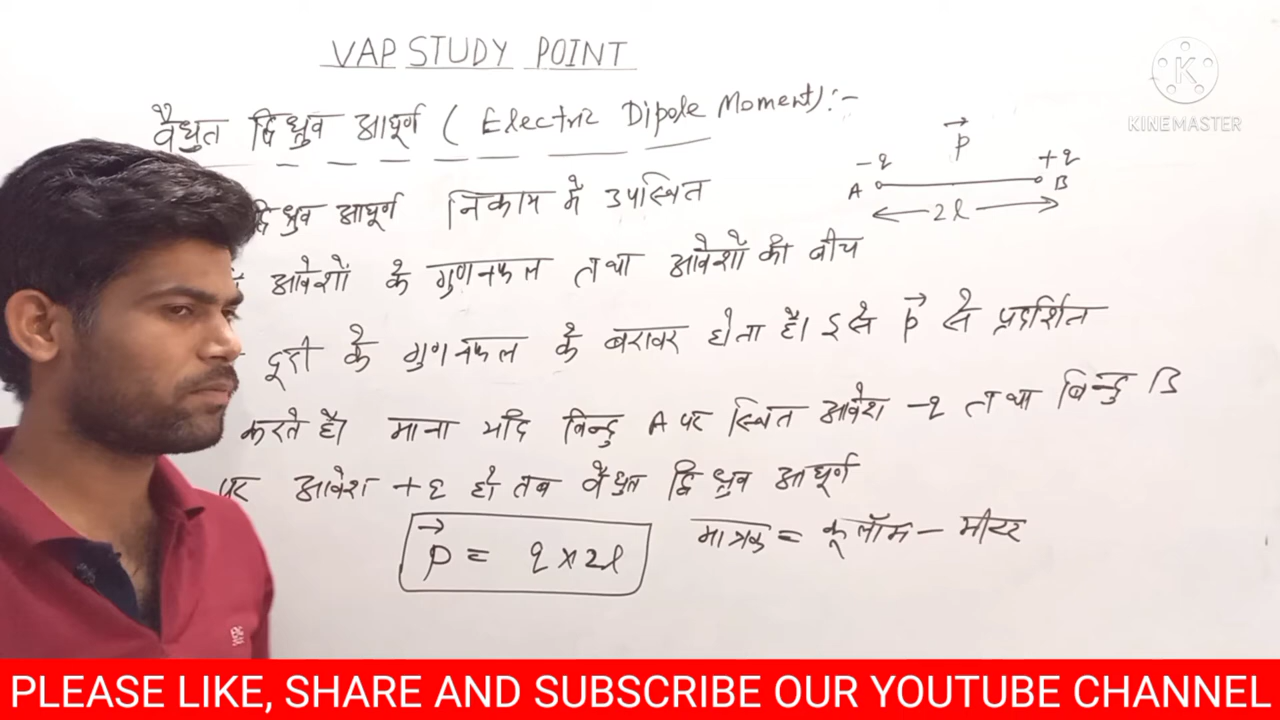 VAP STUDY POINT
वैधुत द्विध्रुव आघूर्ण ( Electric Dipole Moment) :-
द्विध्रुव आघूर्ण निकाय में उपस्थित
आवेशों के गुणनफल तथा आवेशों की बीच
दूरी के गुणनफल के बराबर होता है। इसे p⃗ से प्रदर्शित
करते है। माना यदि बिन्दु A पर स्थित आवेश -q तथा बिन्दु B
पर आवेश +q हो तब वैधुत द्विध्रुव आघूर्ण
p⃗ = q x 2l
मात्रक = कूलॉम - मीटर
p⃗
-q +q
A B
2l
K
KINEMASTER
PLEASE LIKE, SHARE AND SUBSCRIBE OUR YOUTUBE CHANNEL